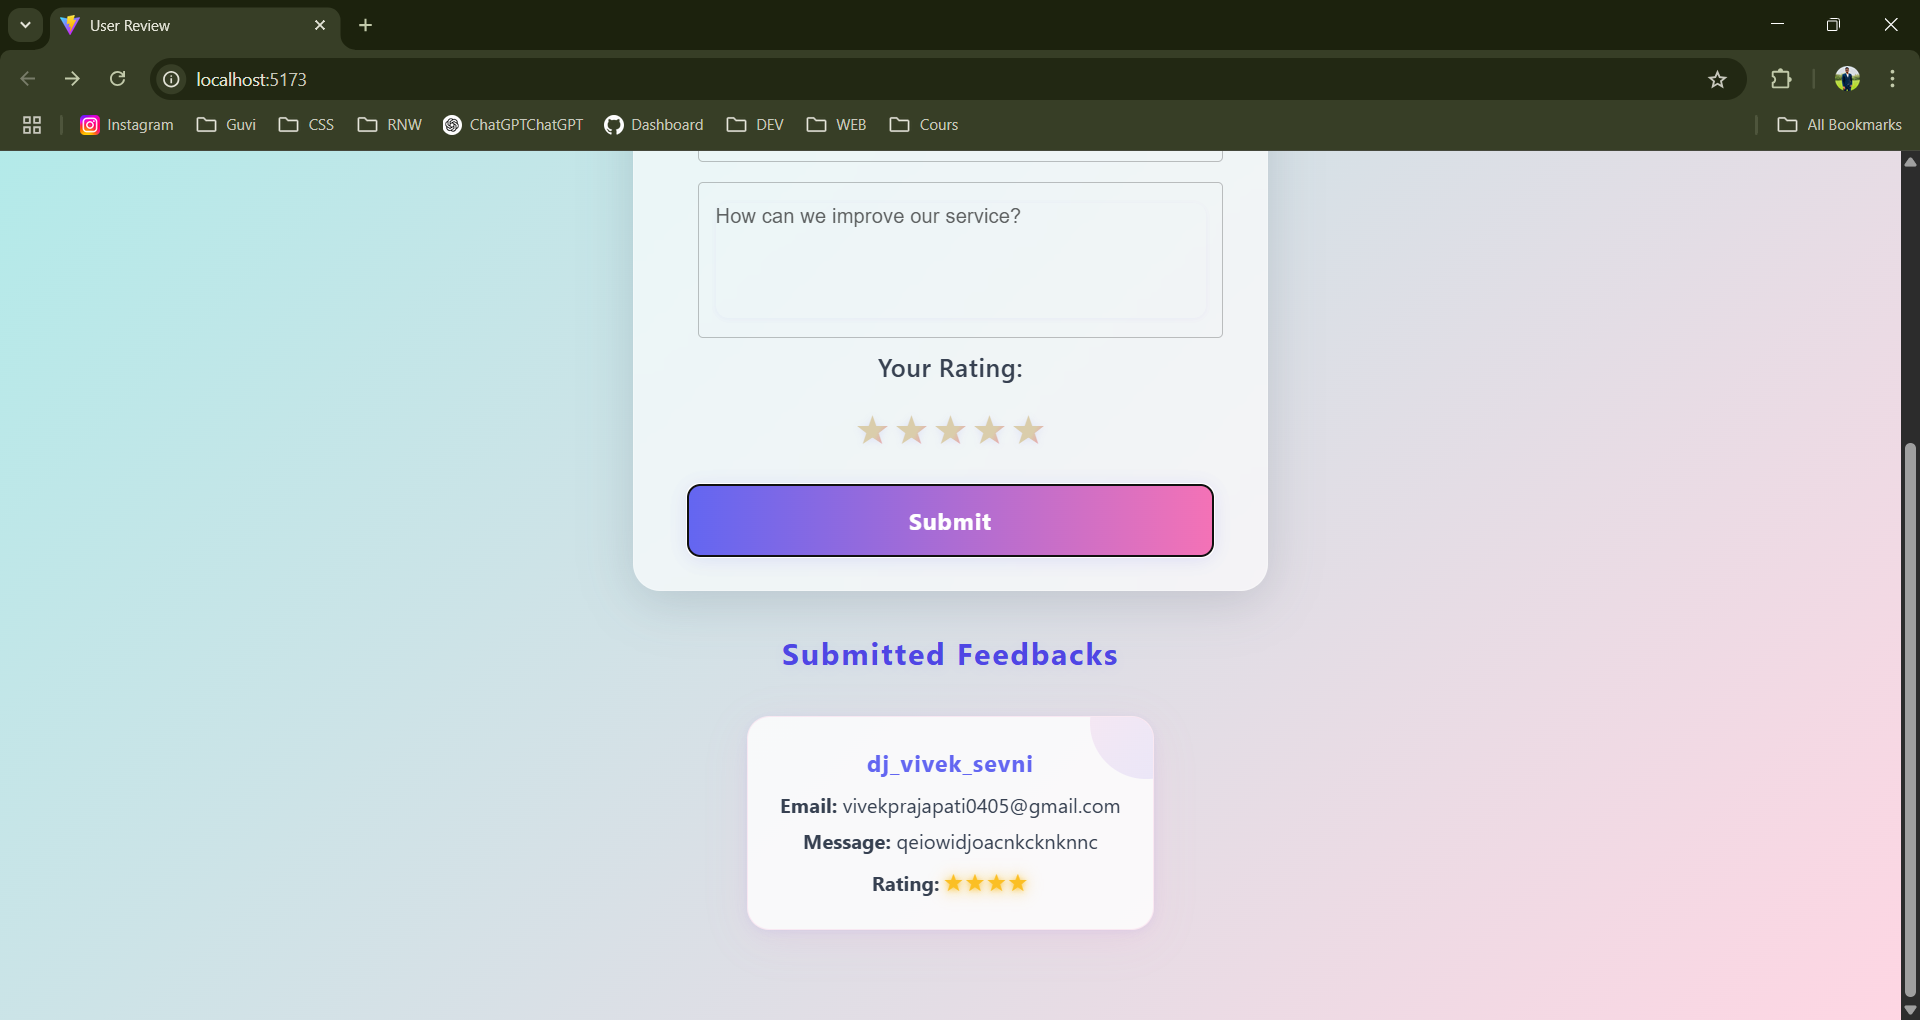 User Review
localhost:5173
Instagram Guvi CSS RNW ChatGPTChatGPT Dashboard DEV WEB Cours All Bookmarks
How can we improve our service?
Your Rating:
Submit
Submitted Feedbacks
dj_vivek_sevni
Email: vivekprajapati0405@gmail.com
Message: qeiowidjoacnkcknknnc
Rating: ★★★★